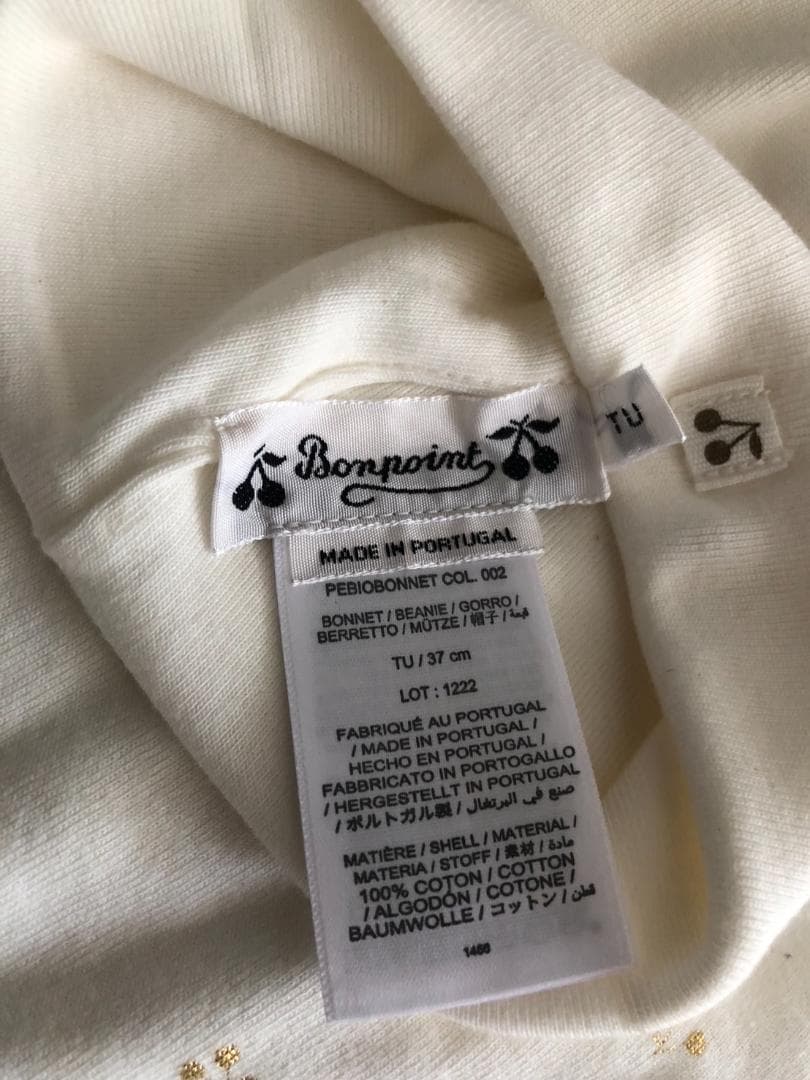 Bonpoint
TU
MADE IN PORTUGAL
PEBIOBONNET COL. 002
BONNET / BEANIE / GORRO /
BERRETTO / MÜTZE / 帽子 / قبعة
TU / 37 cm
LOT : 1222
FABRIQUÉ AU PORTUGAL
/ MADE IN PORTUGAL /
HECHO EN PORTUGAL /
FABBRICATO IN PORTOGALLO
/ HERGESTELLT IN PORTUGAL
/ ポルトガル製 / صنع في البرتغال
MATIÈRE / SHELL / MATERIAL /
MATERIA / STOFF / 素材 / مادة
100% COTON / COTTON
/ ALGODÓN / COTONE /
BAUMWOLLE / コットン / قطن
1466